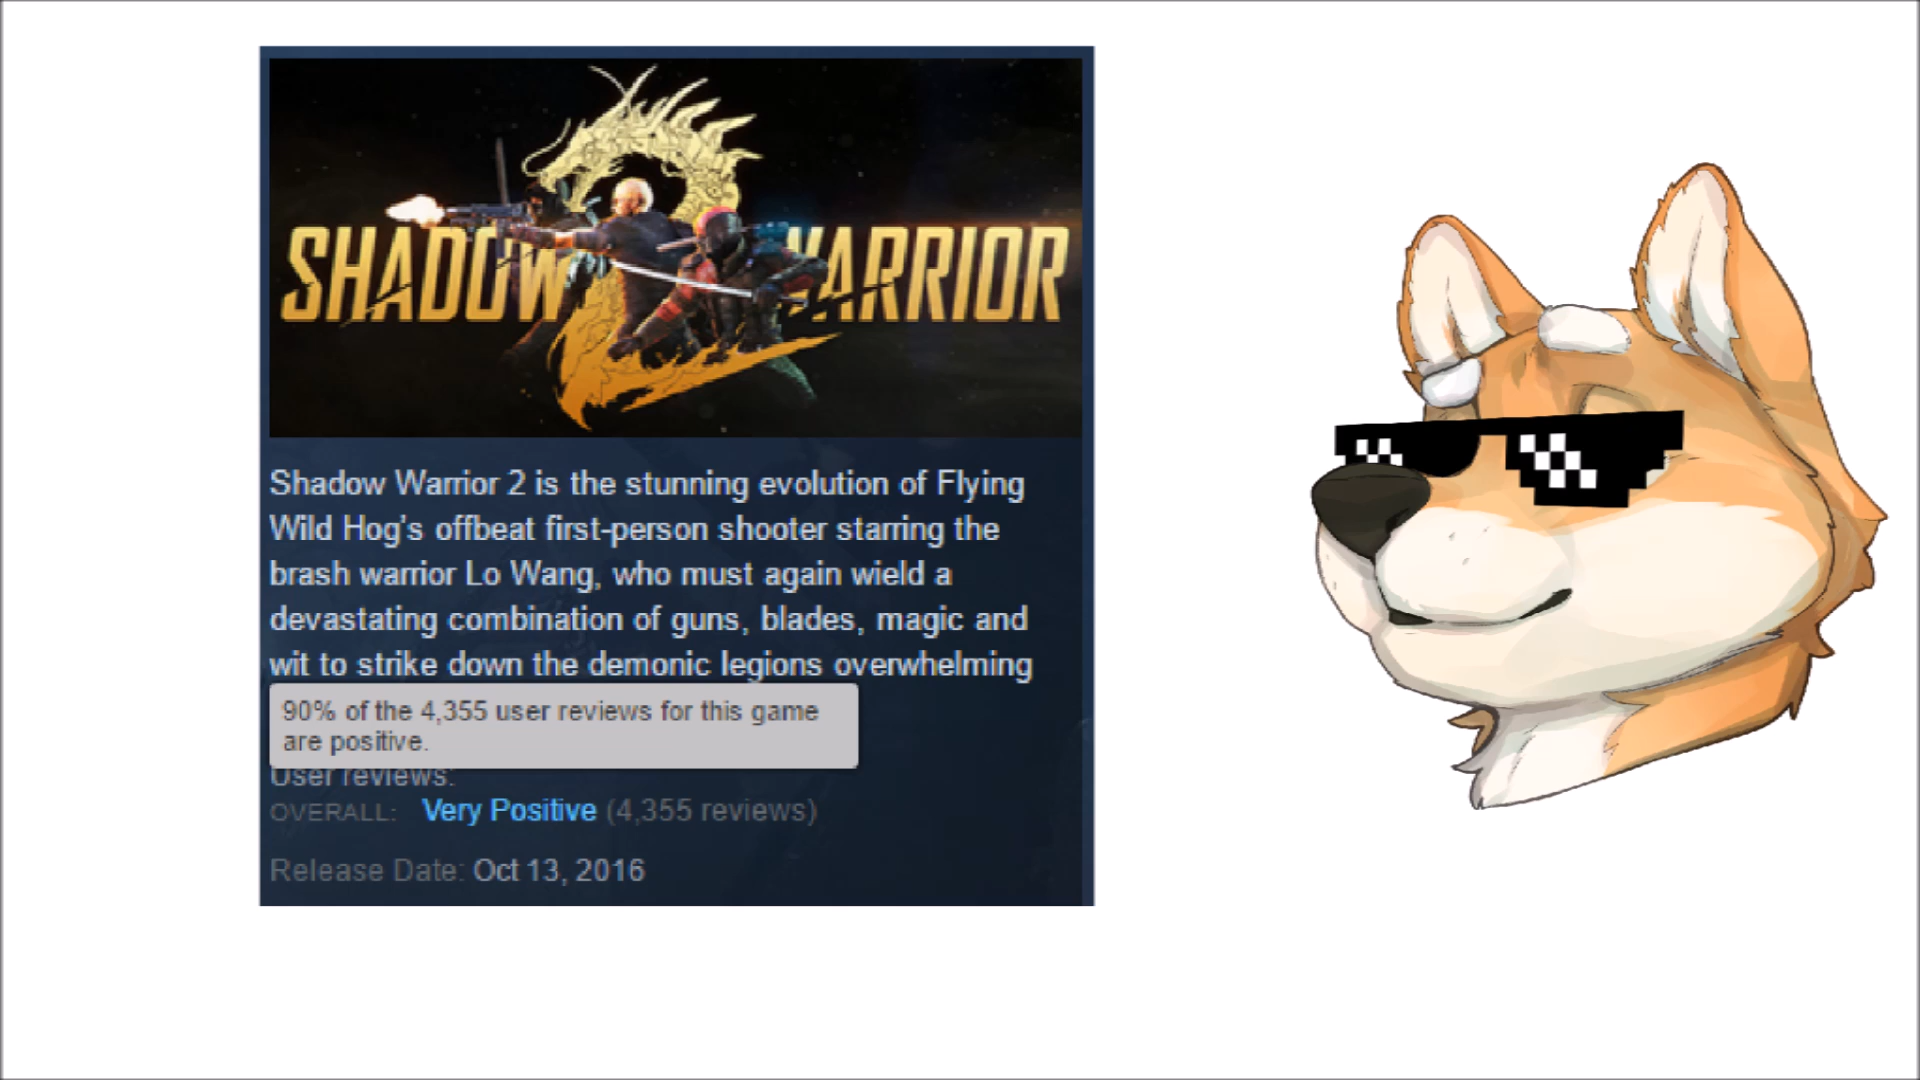 SHADOW WARRIOR
Shadow Warrior 2 is the stunning evolution of Flying
Wild Hog's offbeat first-person shooter starring the
brash warrior Lo Wang, who must again wield a
devastating combination of guns, blades, magic and
wit to strike down the demonic legions overwhelming
90% of the 4,355 user reviews for this game
are positive.
User reviews:
OVERALL: Very Positive (4,355 reviews)
Release Date: Oct 13, 2016